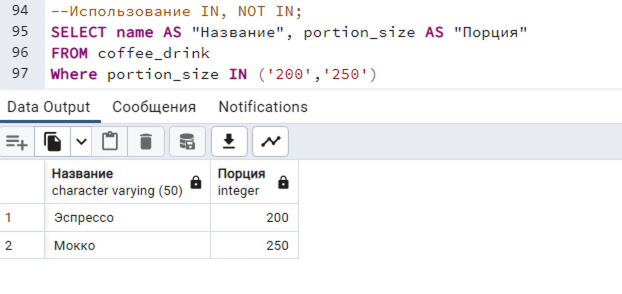 94 --Использование IN, NOT IN;
95 SELECT name AS "Название", portion_size AS "Порция"
96 FROM coffee_drink
97 Where portion_size IN ('200','250')
Data Output Сообщения Notifications
Название Порция
character varying (50) integer
1 Эспрессо 200
2 Мокко 250